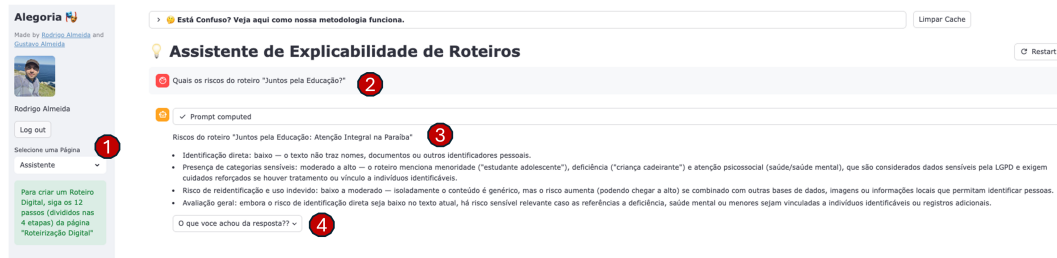 Alegoria
Made by Rodrigo Almeida and
Gustavo Almeida
Rodrigo Almeida
Log out
Selecione uma Página
1
Assistente
Para criar um Roteiro
Digital, siga os 12
passos (divididos nas
4 etapas) da página
"Roteirização Digital"
Está Confuso? Veja aqui como nossa metodologia funciona.
Limpar Cache
Assistente de Explicabilidade de Roteiros
Restart
Quais os riscos do roteiro "Juntos pela Educação?"
2
Prompt computed
Riscos do roteiro "Juntos pela Educação: Atenção Integral na Paraíba"
3
• Identificação direta: baixo — o texto não traz nomes, documentos ou outros identificadores pessoais.
• Presença de categorias sensíveis: moderado a alto — o roteiro menciona menoridade ("estudante adolescente"), deficiência ("criança cadeirante") e atenção psicossocial (saúde/saúde mental), que são considerados dados sensíveis pela LGPD e exigem
cuidados reforçados se houver tratamento ou vínculo a indivíduos identificáveis.
• Risco de reidentificação e uso indevido: baixo a moderado — isoladamente o conteúdo é genérico, mas o risco aumenta (podendo chegar a alto) se combinado com outras bases de dados, imagens ou informações locais que permitam identificar pessoas.
• Avaliação geral: embora o risco de identificação direta seja baixo no texto atual, há risco sensível relevante caso as referências a deficiência, saúde mental ou menores sejam vinculadas a indivíduos identificáveis ou registros adicionais.
O que voce achou da resposta??
4